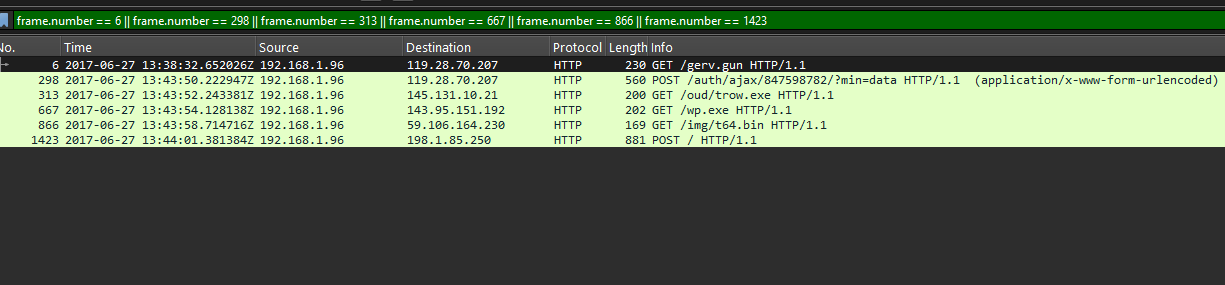 frame.number == 6 || frame.number == 298 || frame.number == 313 || frame.number == 667 || frame.number == 866 || frame.number == 1423
No. Time Source Destination Protocol Length Info
6 2017-06-27 13:38:32.652026Z 192.168.1.96 119.28.70.207 HTTP 230 GET /gerv.gun HTTP/1.1
298 2017-06-27 13:43:50.222947Z 192.168.1.96 119.28.70.207 HTTP 560 POST /auth/ajax/847598782/?min=data HTTP/1.1 (application/x-www-form-urlencoded)
313 2017-06-27 13:43:52.243381Z 192.168.1.96 145.131.10.21 HTTP 200 GET /oud/trow.exe HTTP/1.1
667 2017-06-27 13:43:54.128138Z 192.168.1.96 143.95.151.192 HTTP 202 GET /wp.exe HTTP/1.1
866 2017-06-27 13:43:58.714716Z 192.168.1.96 59.106.164.230 HTTP 169 GET /img/t64.bin HTTP/1.1
1423 2017-06-27 13:44:01.381384Z 192.168.1.96 198.1.85.250 HTTP 881 POST / HTTP/1.1